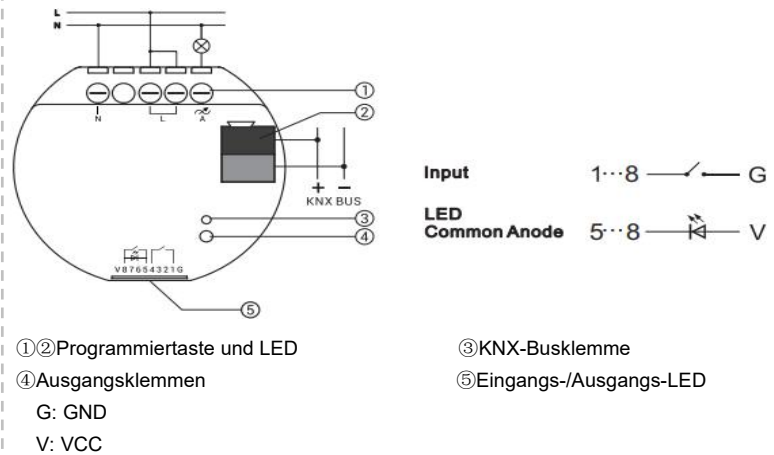 L
N
①
②
N
L
A
+ −
KNX BUS
③
④
V87654321G
⑤
Input 1···8 G
LED
Common Anode 5···8 V
①②Programmiertaste und LED ③KNX-Busklemme
④Ausgangsklemmen ⑤Eingangs-/Ausgangs-LED
G: GND
V: VCC